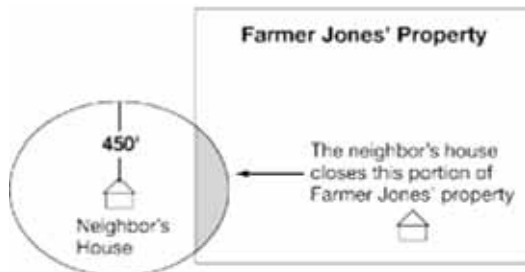 Farmer Jones' Property
450'
The neighbor's house
closes this portion of
Farmer Jones' property
Neighbor's
House